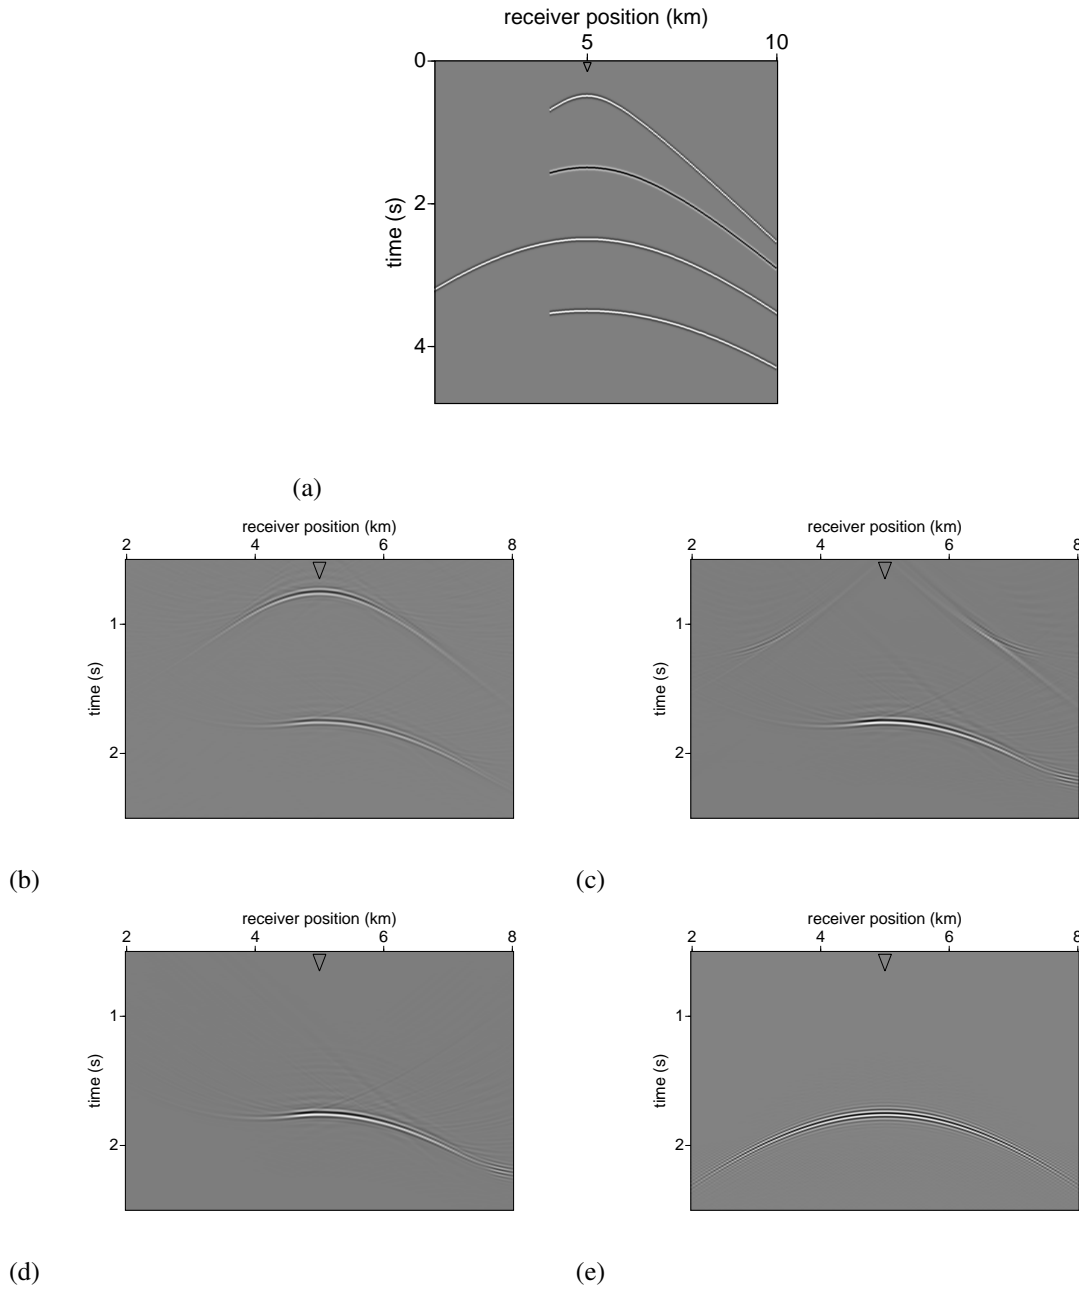 receiver position (km)
5 10
0
2
4
time (s)
(a)
receiver position (km)
2 4 6 8
1
2
time (s)
receiver position (km)
2 4 6 8
1
2
time (s)
(b) (c)
receiver position (km)
2 4 6 8
1
2
time (s)
receiver position (km)
2 4 6 8
1
2
time (s)
(d) (e)